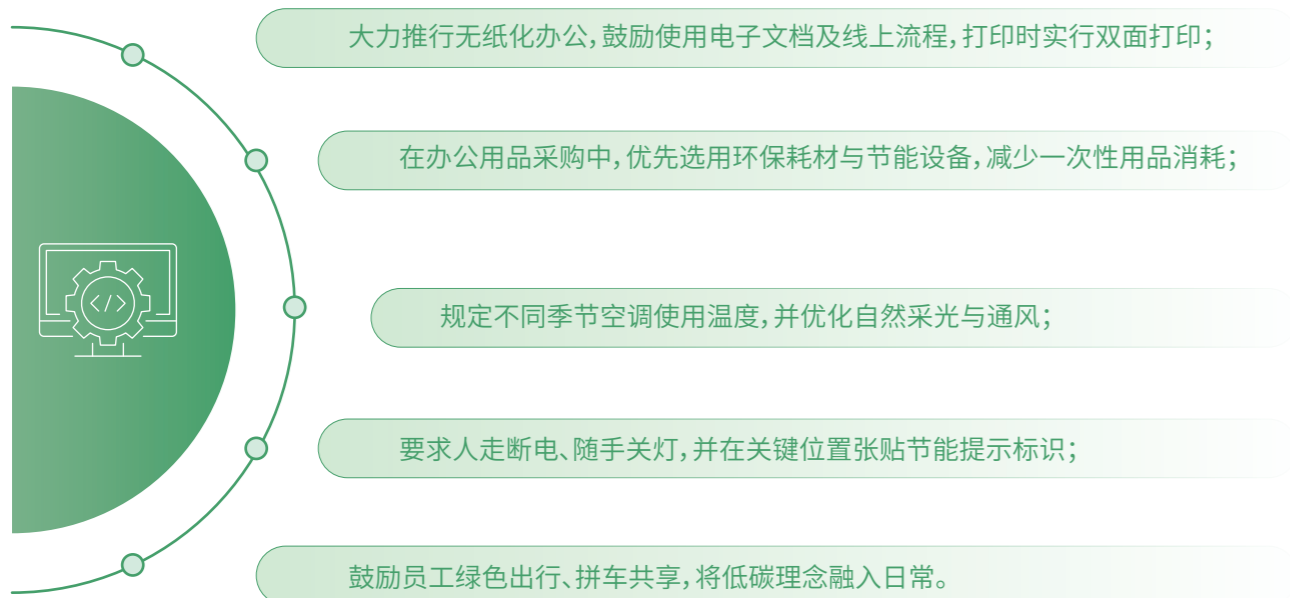 大力推行无纸化办公，鼓励使用电子文档及线上流程，打印时实行双面打印；
在办公用品采购中，优先选用环保耗材与节能设备，减少一次性用品消耗；
</>
规定不同季节空调使用温度，并优化自然采光与通风；
要求人走断电、随手关灯，并在关键位置张贴节能提示标识；
鼓励员工绿色出行、拼车共享，将低碳理念融入日常。